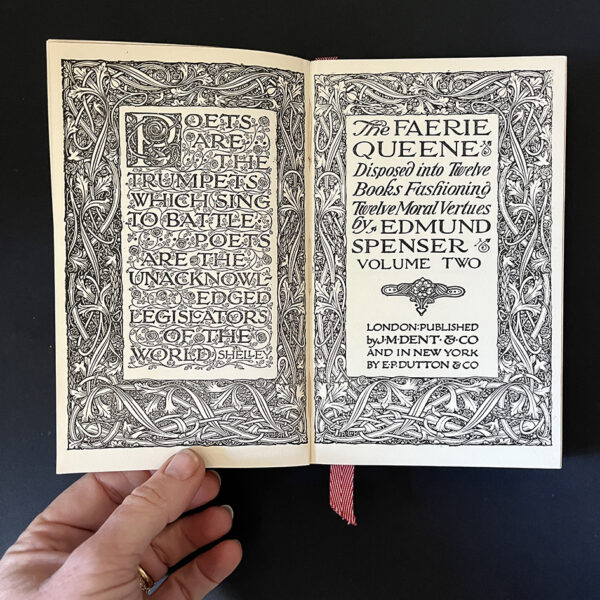 POETS
ARE
THE
TRUMPETS
WHICH SING
TO BATTLE
POETS
ARE THE
UNACKNOWL-
EDGED
LEGISLATORS
OF THE
WORLD SHELLEY
The FAERIE
QUEENE
Disposed into Twelve
Books Fashioning
Twelve Moral Vertues
by EDMUND
SPENSER
VOLUME TWO
LONDON: PUBLISHED
by J·M·DENT·&·CO
AND IN NEW YORK
BY E·P·DUTTON & CO